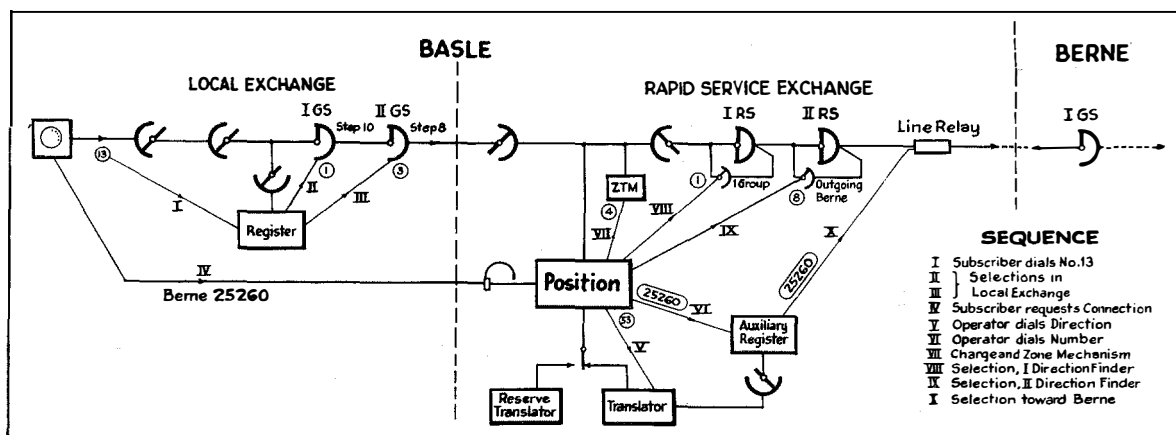 BASLE
BERNE
LOCAL EXCHANGE
RAPID SERVICE EXCHANGE
I GS
II GS
I RS
II RS
I GS
Step 10
Step 8
Line Relay
13
1
3
ZTM
1
1 Group
8
Outgoing
Berne
I
II
III
4
VII
VIII
IX
X
Register
25260
IV
Berne 25260
Position
25260
VI
53
V
Auxiliary
Register
Reserve
Translator
Translator
SEQUENCE
I Subscriber dials No. 13
II } Selections in
III } Local Exchange
IV Subscriber requests Connection
V Operator dials Direction
VI Operator dials Number
VII Change and Zone Mechanism
VIII Selection, I Direction Finder
IX Selection, II Direction Finder
X Selection toward Berne